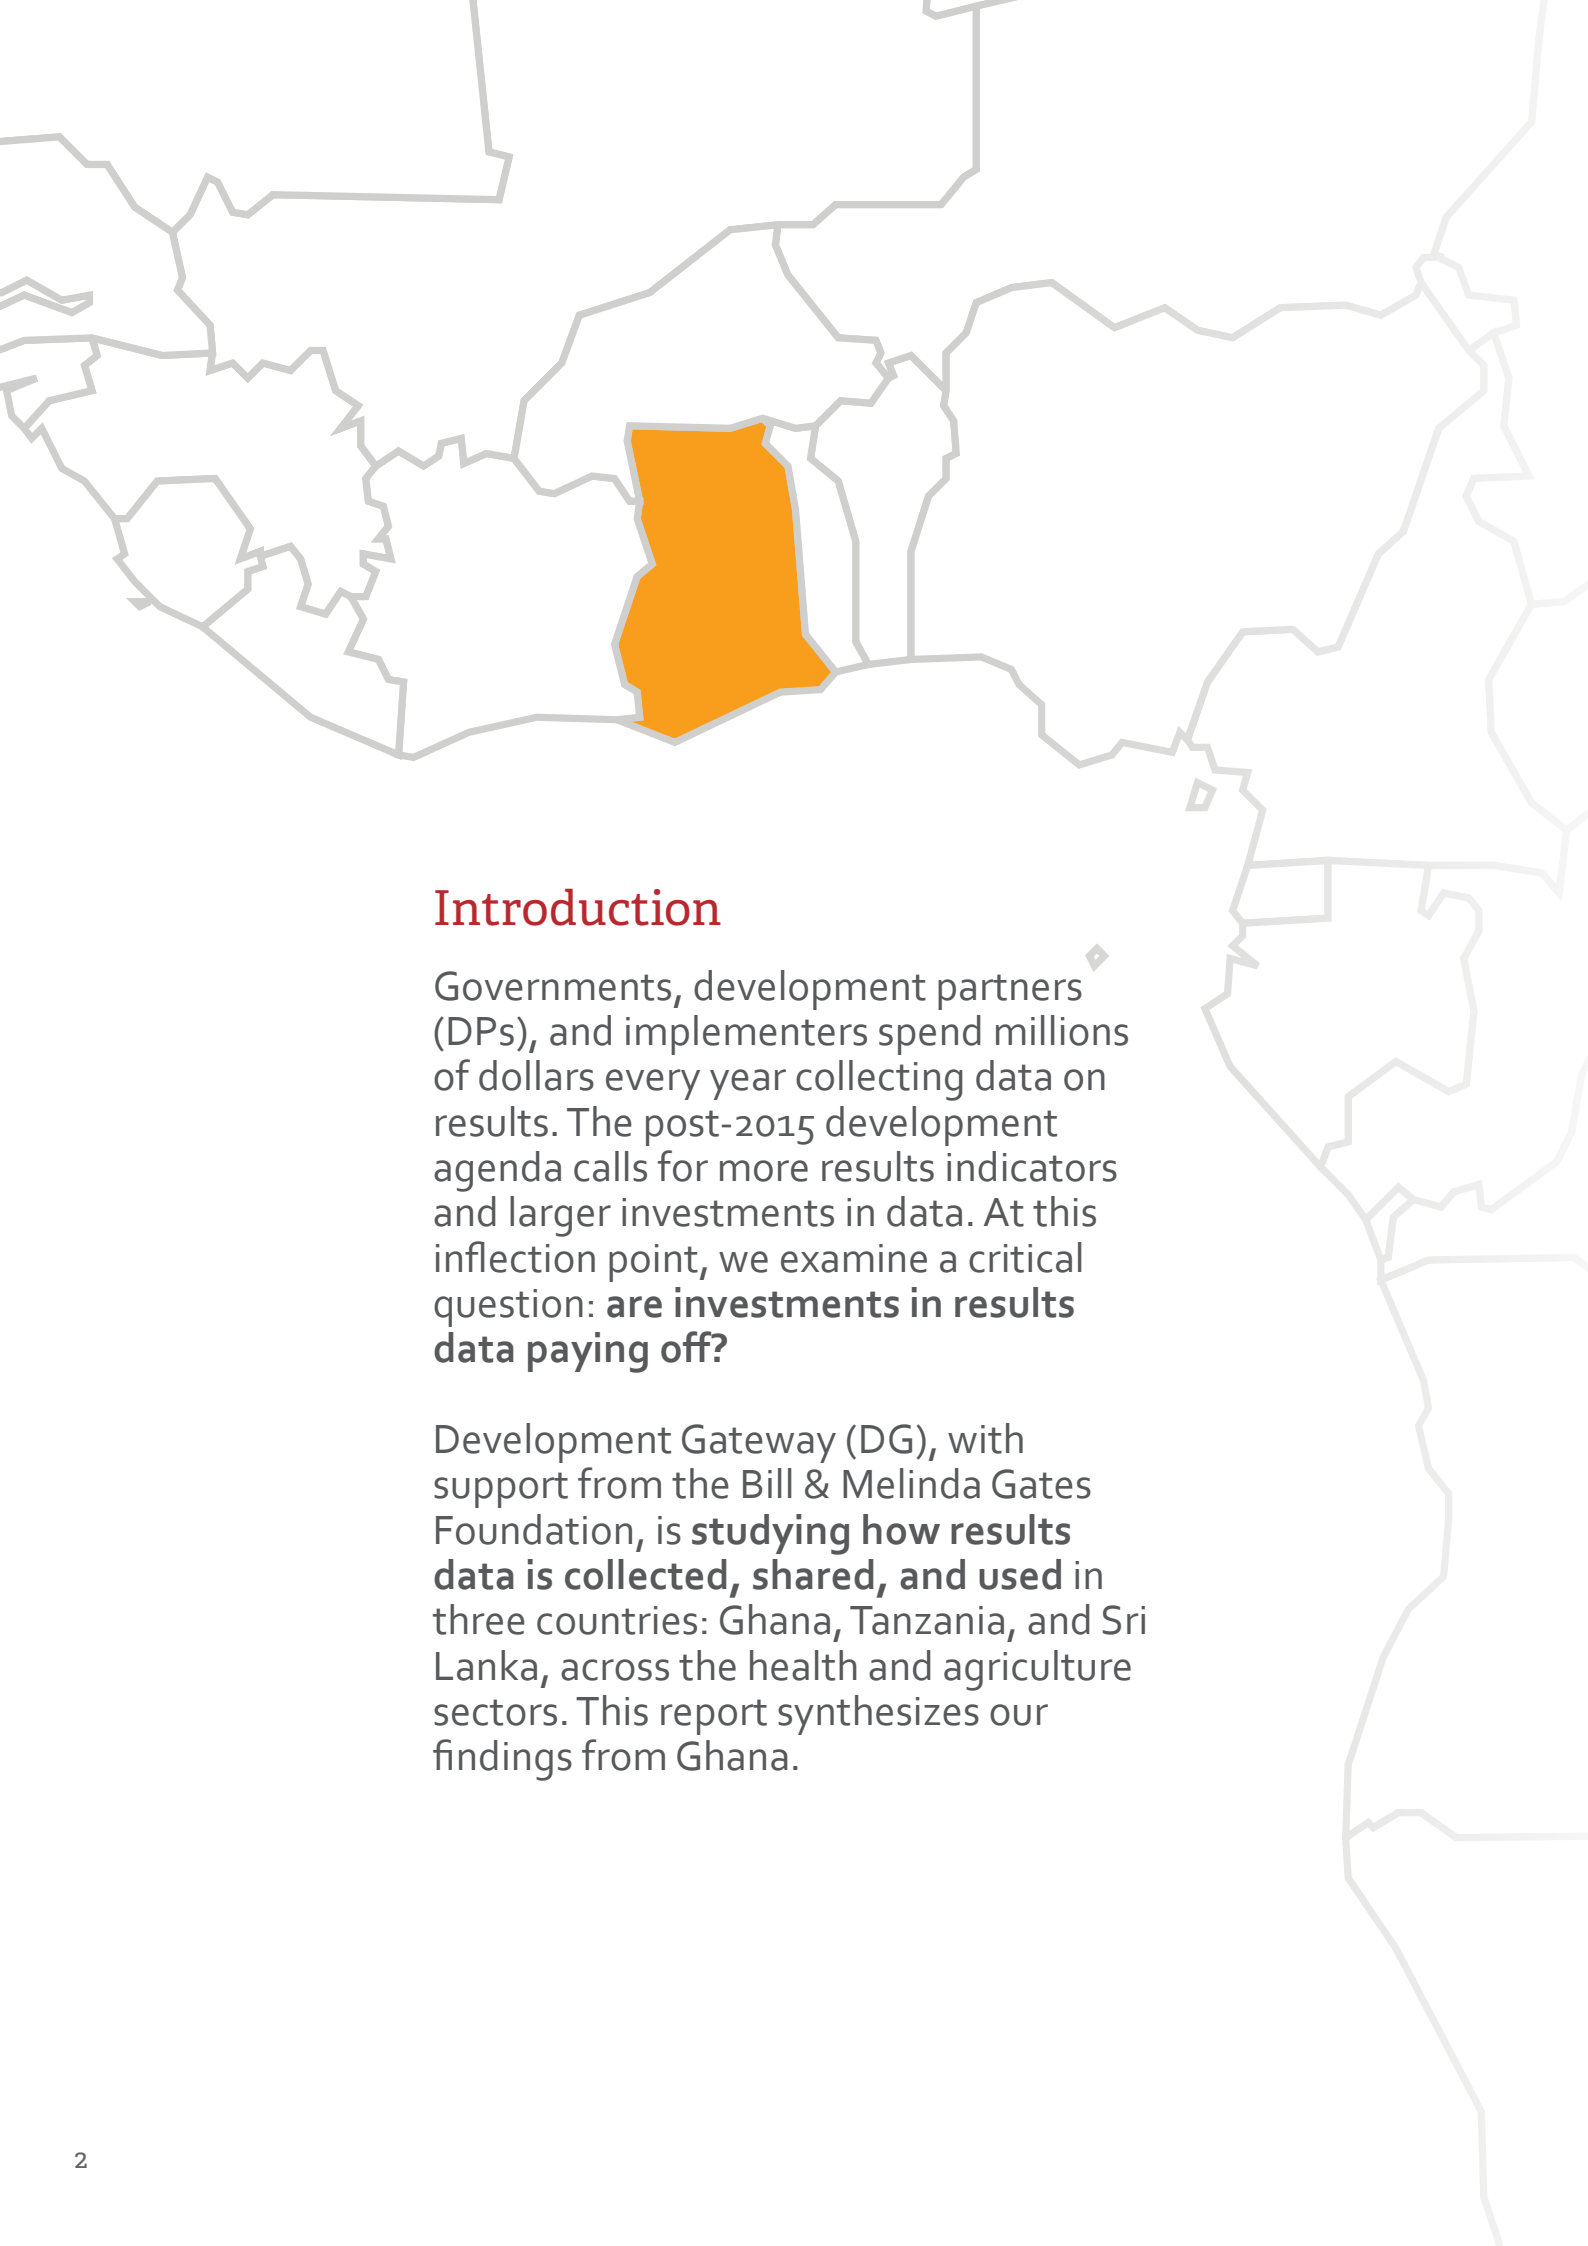 Introduction
Governments, development partners
(DPs), and implementers spend millions
of dollars every year collecting data on
results. The post-2015 development
agenda calls for more results indicators
and larger investments in data. At this
inflection point, we examine a critical
question: are investments in results
data paying off?
Development Gateway (DG), with
support from the Bill & Melinda Gates
Foundation, is studying how results
data is collected, shared, and used in
three countries: Ghana, Tanzania, and Sri
Lanka, across the health and agriculture
sectors. This report synthesizes our
findings from Ghana.
2